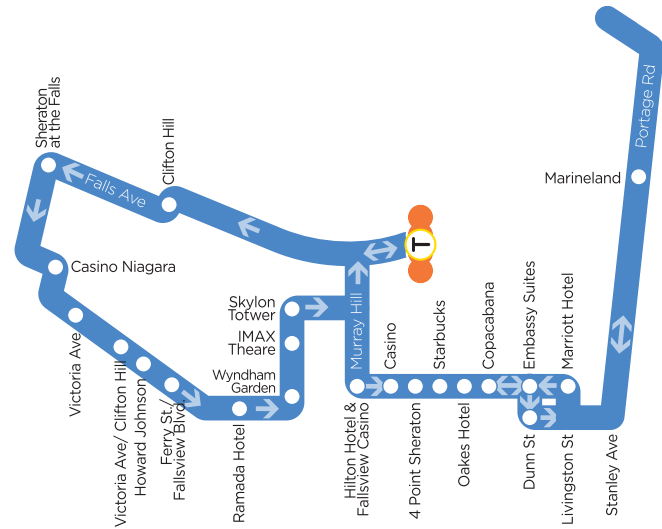 Portage Rd
Sheraton
at the Falls
Clifton Hill
Falls Ave
Marineland
T
Casino Niagara
Skylon
Totwer
IMAX
Theare
Wyndham
Garden
Murray Hill
Casino
Starbucks
Copacabana
Embassy Suites
Marriott Hotel
Victoria Ave
Victoria Ave/ Clifton Hill
Howard Johnson
Ferry St./
Fallsview Blvd.
Ramada Hotel
Hilton Hotel &
Fallsview Casino
4 Point Sheraton
Oakes Hotel
Dunn St
Livingston St
Stanley Ave